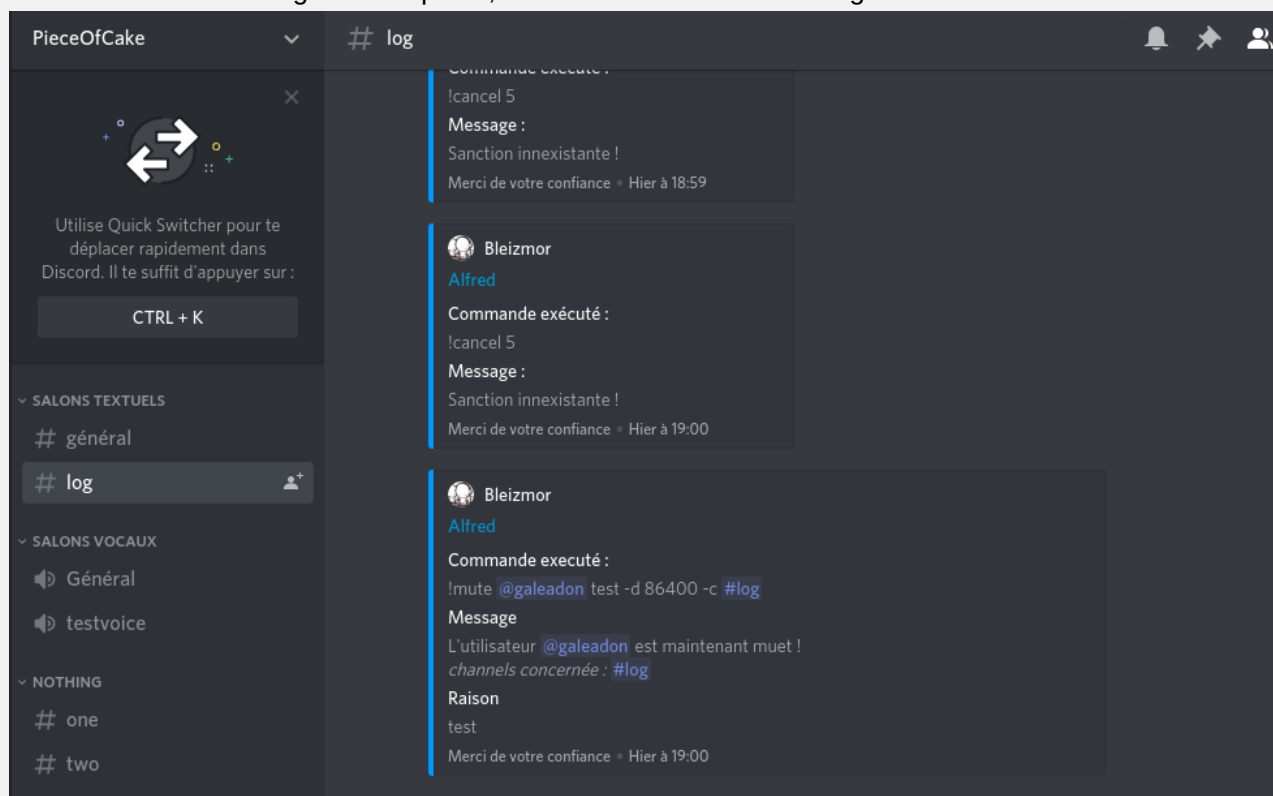 PieceOfCake
Utilise Quick Switcher pour te
déplacer rapidement dans
Discord. Il te suffit d'appuyer sur :
CTRL + K
SALONS TEXTUELS
# général
# log
SALONS VOCAUX
Général
testvoice
NOTHING
# one
# two
# log
Commande executé :
!cancel 5
Message :
Sanction innexistante !
Merci de votre confiance • Hier à 18:59
Bleizmor
Alfred
Commande exécuté :
!cancel 5
Message :
Sanction innexistante !
Merci de votre confiance • Hier à 19:00
Bleizmor
Alfred
Commande executé :
!mute @galeadon test -d 86400 -c #log
Message
L'utilisateur @galeadon est maintenant muet !
channels concernée : #log
Raison
test
Merci de votre confiance • Hier à 19:00